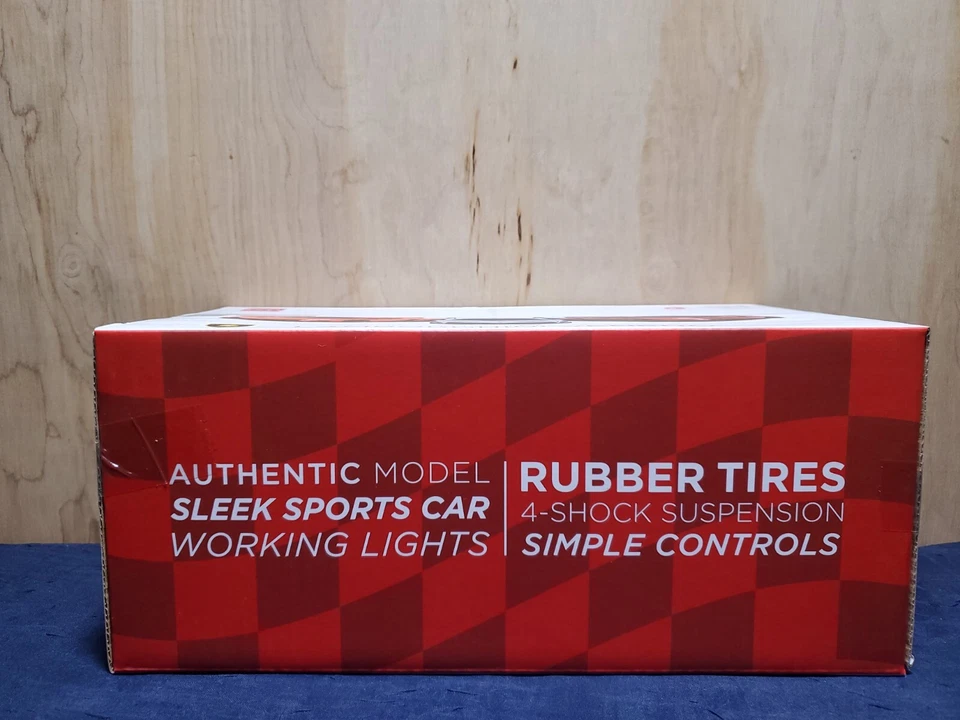 AUTHENTIC MODEL
SLEEK SPORTS CAR
WORKING LIGHTS
RUBBER TIRES
4-SHOCK SUSPENSION
SIMPLE CONTROLS